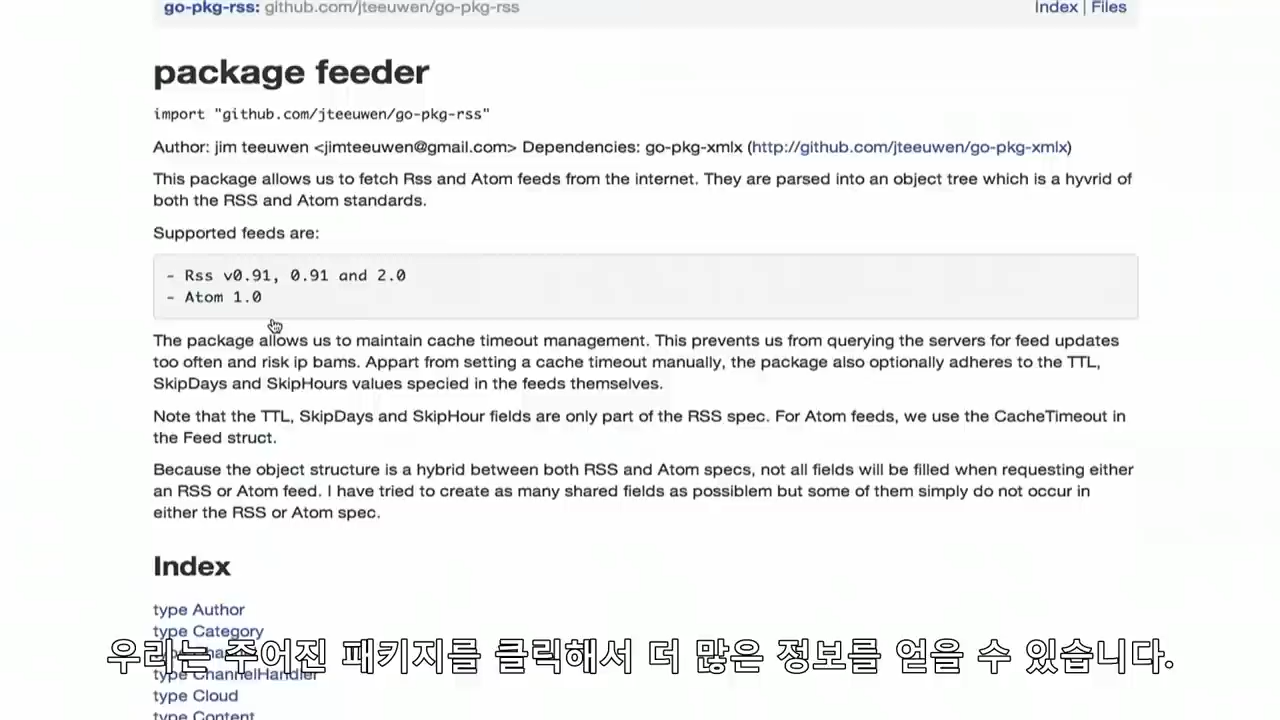 go-pkg-rss: github.com/jteeuwen/go-pkg-rss Index | Files
package feeder
import "github.com/jteeuwen/go-pkg-rss"
Author: jim teeuwen <jimteeuwen@gmail.com> Dependencies: go-pkg-xmlx (http://github.com/jteeuwen/go-pkg-xmlx)
This package allows us to fetch Rss and Atom feeds from the internet. They are parsed into an object tree which is a hyvrid of
both the RSS and Atom standards.
Supported feeds are:
- Rss v0.91, 0.91 and 2.0
- Atom 1.0
The package allows us to maintain cache timeout management. This prevents us from querying the servers for feed updates
too often and risk ip bams. Appart from setting a cache timeout manually, the package also optionally adheres to the TTL,
SkipDays and SkipHours values specied in the feeds themselves.
Note that the TTL, SkipDays and SkipHour fields are only part of the RSS spec. For Atom feeds, we use the CacheTimeout in
the Feed struct.
Because the object structure is a hybrid between both RSS and Atom specs, not all fields will be filled when requesting either
an RSS or Atom feed. I have tried to create as many shared fields as possiblem but some of them simply do not occur in
either the RSS or Atom spec.
Index
type Author
type Category
우리는 주어진 패키지를 클릭해서 더 많은 정보를 얻을 수 있습니다.
type ChannelHandler
type Cloud
type Content